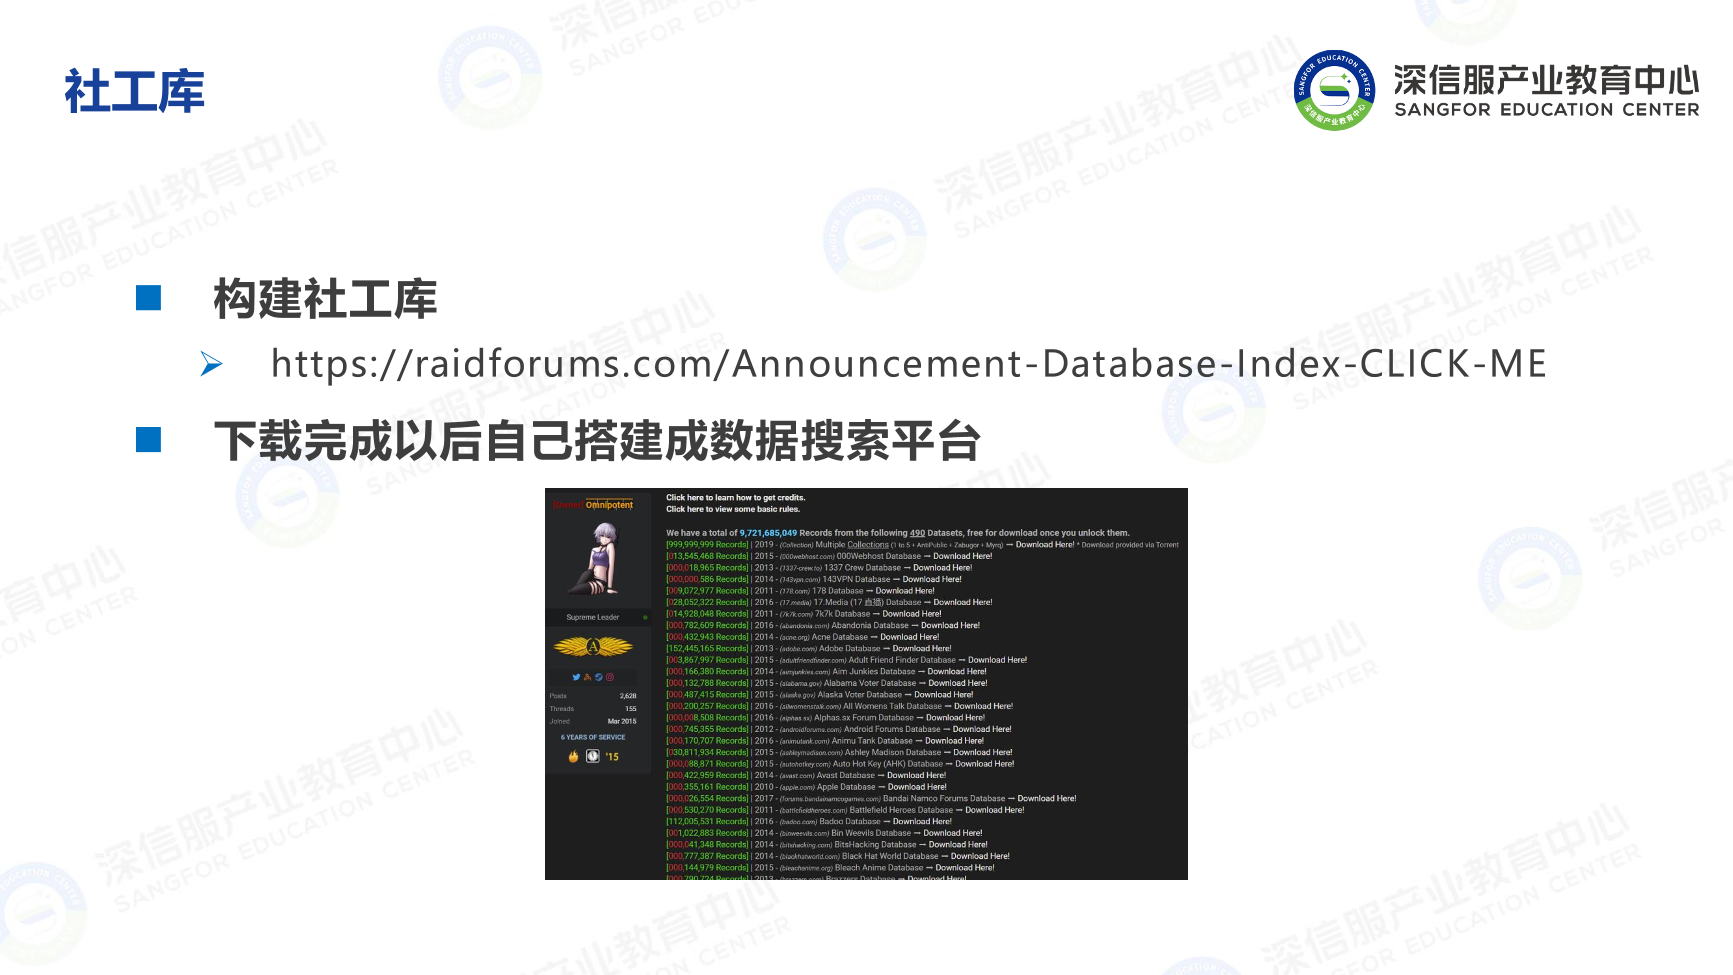 社工库
深信服产业教育中心
SANGFOR EDUCATION CENTER
构建社工库
https://raidforums.com/Announcement-Database-Index-CLICK-ME
下载完成以后自己搭建成数据搜索平台
[Owner] Omnipotent
Supreme Leader
Posts 2,628
Threads 155
Joined Mar 2015
6 YEARS OF SERVICE
'15
Click here to learn how to get credits.
Click here to view some basic rules.
We have a total of 9,721,685,049 Records from the following 490 Datasets, free for download once you unlock them.
[999,999,999 Records] | 2019 - (Collection) Multiple Collections (1 to 5 + AntiPublic + Zabugor + Myrq) → Download Here! * Download provided via Torrent
[013,545,468 Records] | 2015 - (000webhost.com) 000Webhost Database → Download Here!
[000,018,965 Records] | 2013 - (1337-crew.to) 1337 Crew Database → Download Here!
[000,000,586 Records] | 2014 - (143vpn.com) 143VPN Database → Download Here!
[009,072,977 Records] | 2011 - (178.com) 178 Database → Download Here!
[028,052,322 Records] | 2016 - (17.media) 17.Media (17 直播) Database → Download Here!
[014,928,048 Records] | 2011 - (7k7k.com) 7k7k Database → Download Here!
[000,782,609 Records] | 2016 - (abandonia.com) Abandonia Database → Download Here!
[000,432,943 Records] | 2014 - (acne.org) Acne Database → Download Here!
[152,445,165 Records] | 2013 - (adobe.com) Adobe Database → Download Here!
[003,867,997 Records] | 2015 - (adultfriendfinder.com) Adult Friend Finder Database → Download Here!
[000,166,380 Records] | 2014 - (aimjunkies.com) Aim Junkies Database → Download Here!
[000,132,788 Records] | 2015 - (alabama.gov) Alabama Voter Database → Download Here!
[000,487,415 Records] | 2015 - (alaska.gov) Alaska Voter Database → Download Here!
[000,200,257 Records] | 2016 - (allwomenstalk.com) All Womens Talk Database → Download Here!
[000,008,508 Records] | 2016 - (alphas.sx) Alphas.sx Forum Database → Download Here!
[000,745,355 Records] | 2012 - (androidforums.com) Android Forums Database → Download Here!
[000,170,707 Records] | 2016 - (animutank.com) Animu Tank Database → Download Here!
[030,811,934 Records] | 2015 - (ashleymadison.com) Ashley Madison Database → Download Here!
[000,088,871 Records] | 2015 - (autohotkey.com) Auto Hot Key (AHK) Database → Download Here!
[000,422,959 Records] | 2014 - (avast.com) Avast Database → Download Here!
[000,355,161 Records] | 2010 - (apple.com) Apple Database → Download Here!
[000,026,554 Records] | 2017 - (forums.bandainamcogames.com) Bandai Namco Forums Database → Download Here!
[000,530,270 Records] | 2011 - (battlefieldheroes.com) Battlefield Heroes Database → Download Here!
[112,005,531 Records] | 2016 - (badoo.com) Badoo Database → Download Here!
[001,022,883 Records] | 2014 - (binweevils.com) Bin Weevils Database → Download Here!
[000,041,348 Records] | 2014 - (bitshacking.com) BitsHacking Database → Download Here!
[000,777,387 Records] | 2014 - (blackhatworld.com) Black Hat World Database → Download Here!
[000,144,979 Records] | 2015 - (bleachanime.org) Bleach Anime Database → Download Here!
[000,790,724 Records] | 2013 - (brazzers.com) Brazzers Database → Download Here!